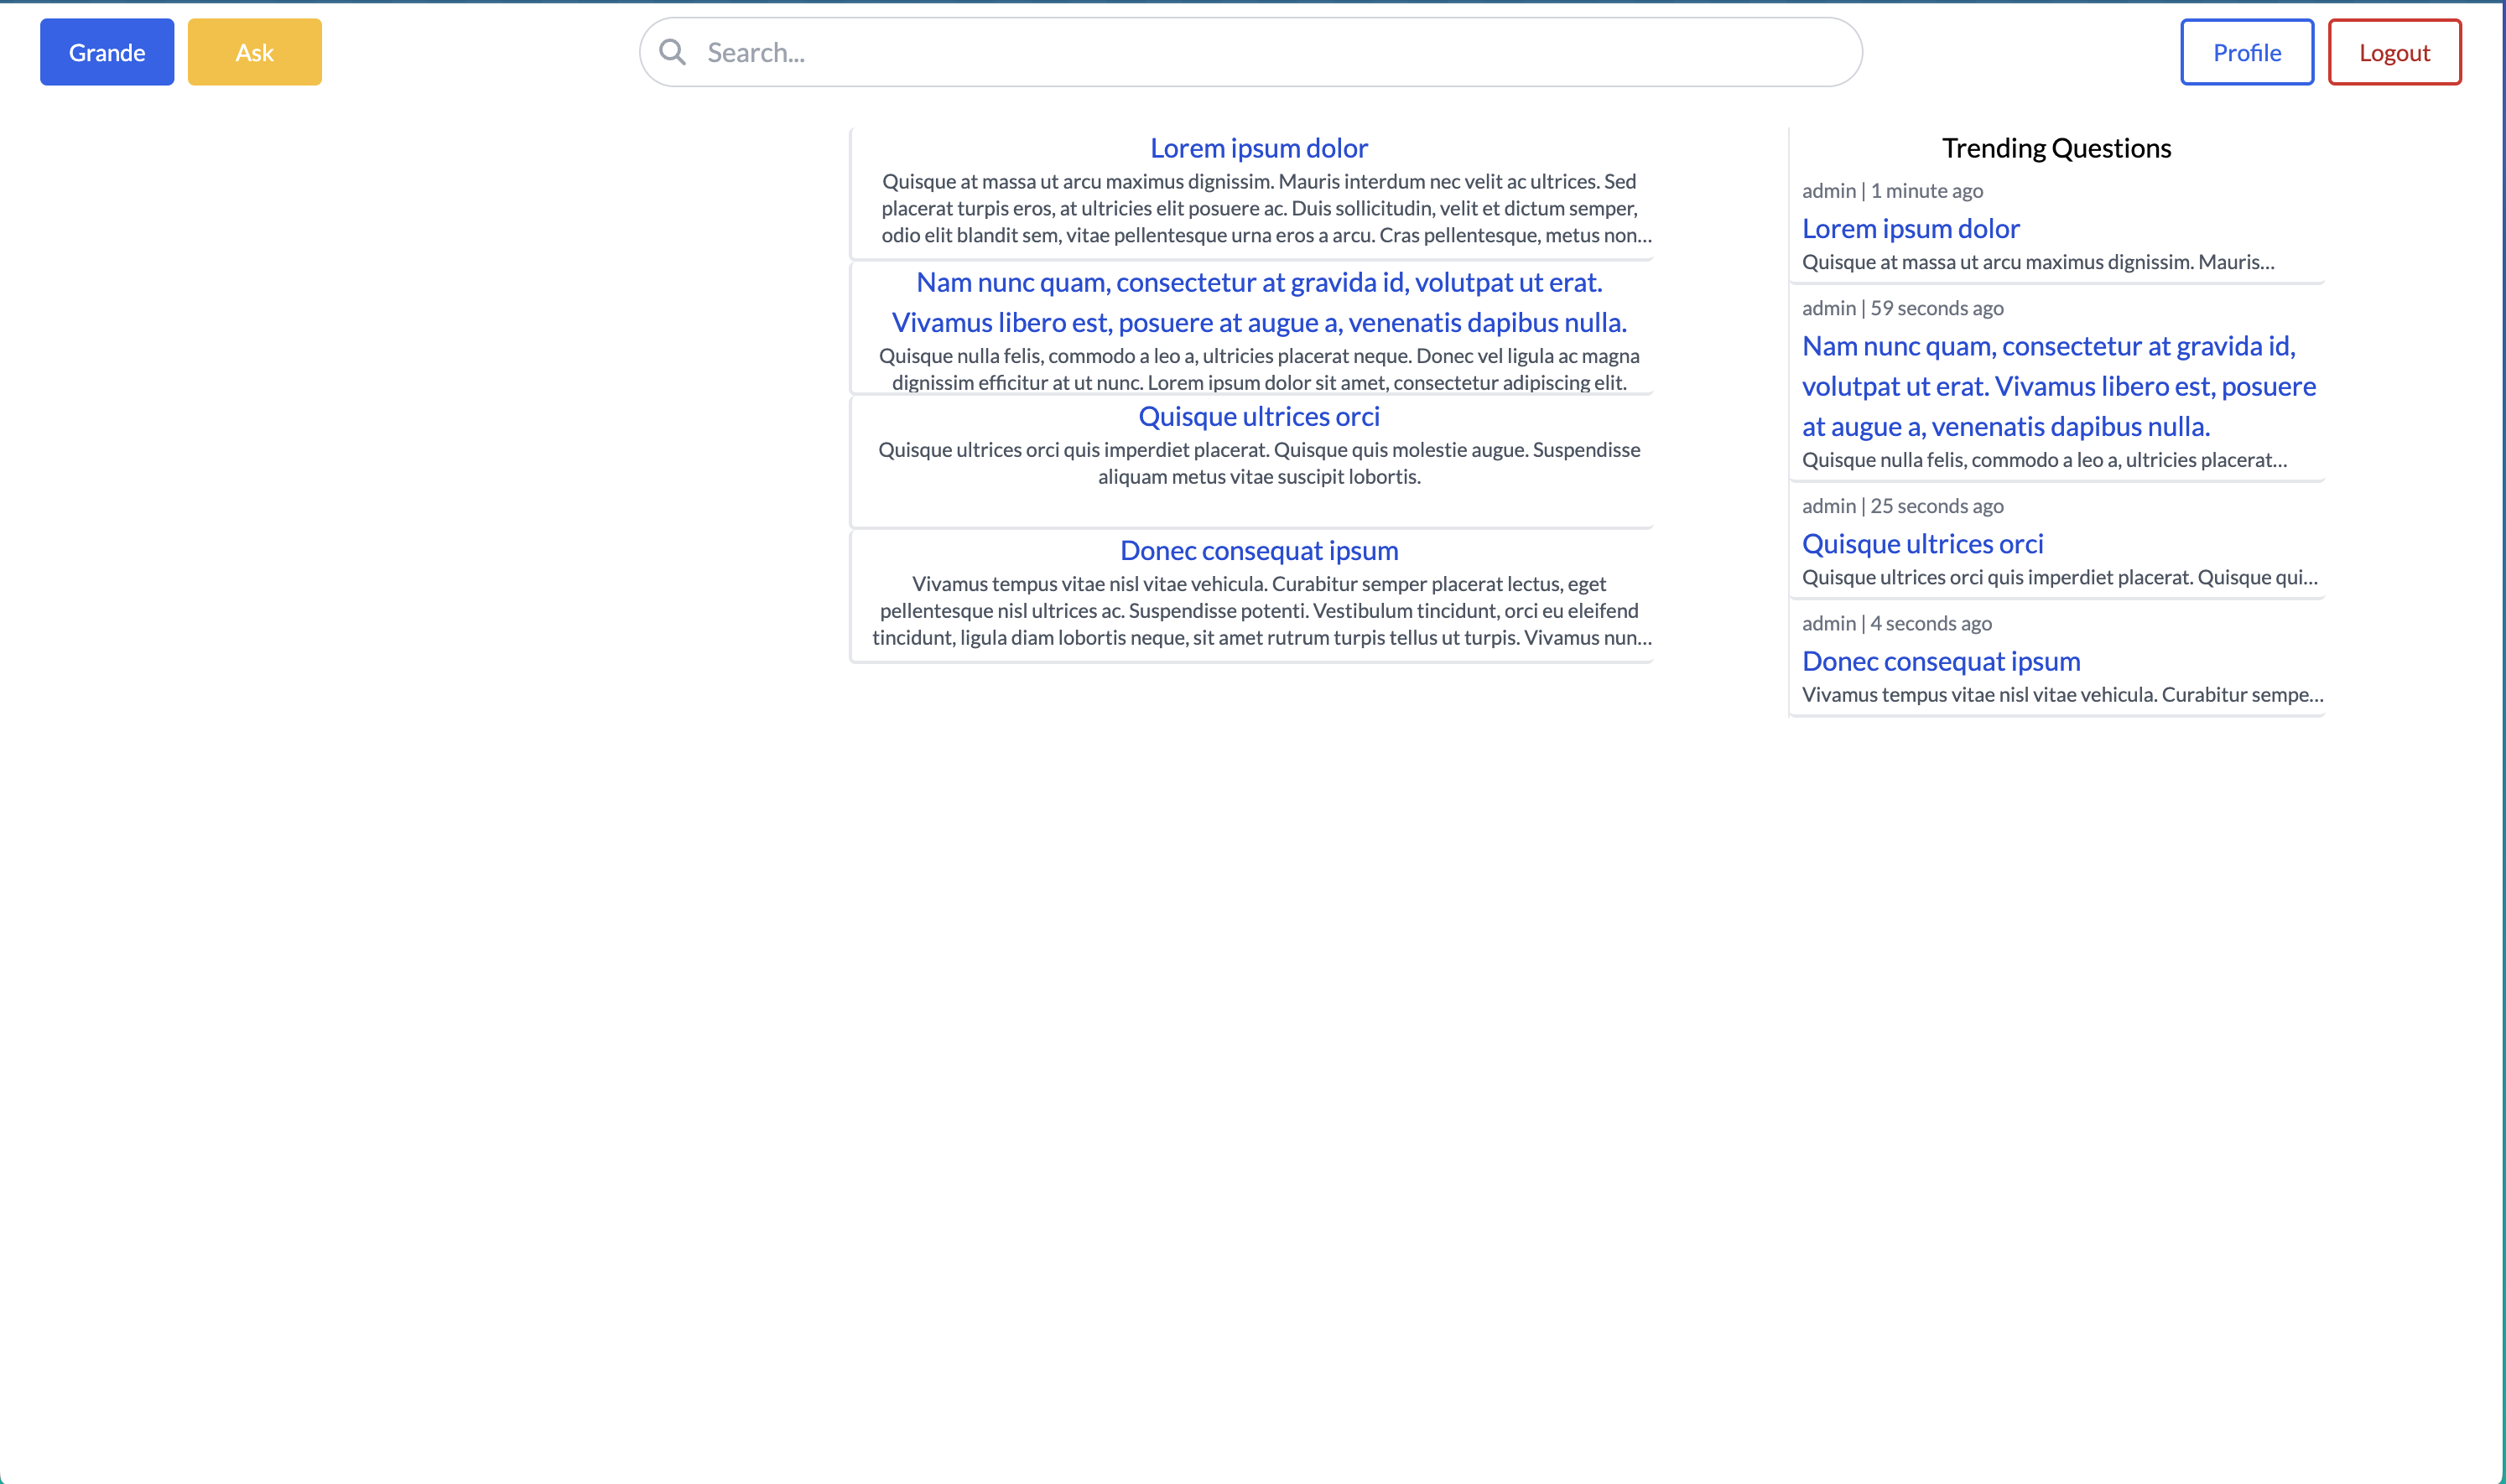 Grande
Ask
Search...
Profile
Logout
Lorem ipsum dolor
Quisque at massa ut arcu maximus dignissim. Mauris interdum nec velit ac ultrices. Sed
placerat turpis eros, at ultricies elit posuere ac. Duis sollicitudin, velit et dictum semper,
odio elit blandit sem, vitae pellentesque urna eros a arcu. Cras pellentesque, metus non...
Nam nunc quam, consectetur at gravida id, volutpat ut erat.
Vivamus libero est, posuere at augue a, venenatis dapibus nulla.
Quisque nulla felis, commodo a leo a, ultricies placerat neque. Donec vel ligula ac magna
dignissim efficitur at ut nunc. Lorem ipsum dolor sit amet, consectetur adipiscing elit.
Quisque ultrices orci
Quisque ultrices orci quis imperdiet placerat. Quisque quis molestie augue. Suspendisse
aliquam metus vitae suscipit lobortis.
Donec consequat ipsum
Vivamus tempus vitae nisl vitae vehicula. Curabitur semper placerat lectus, eget
pellentesque nisl ultrices ac. Suspendisse potenti. Vestibulum tincidunt, orci eu eleifend
tincidunt, ligula diam lobortis neque, sit amet rutrum turpis tellus ut turpis. Vivamus nun...
Trending Questions
admin | 1 minute ago
Lorem ipsum dolor
Quisque at massa ut arcu maximus dignissim. Mauris...
admin | 59 seconds ago
Nam nunc quam, consectetur at gravida id,
volutpat ut erat. Vivamus libero est, posuere
at augue a, venenatis dapibus nulla.
Quisque nulla felis, commodo a leo a, ultricies placerat...
admin | 25 seconds ago
Quisque ultrices orci
Quisque ultrices orci quis imperdiet placerat. Quisque qui...
admin | 4 seconds ago
Donec consequat ipsum
Vivamus tempus vitae nisl vitae vehicula. Curabitur sempe...